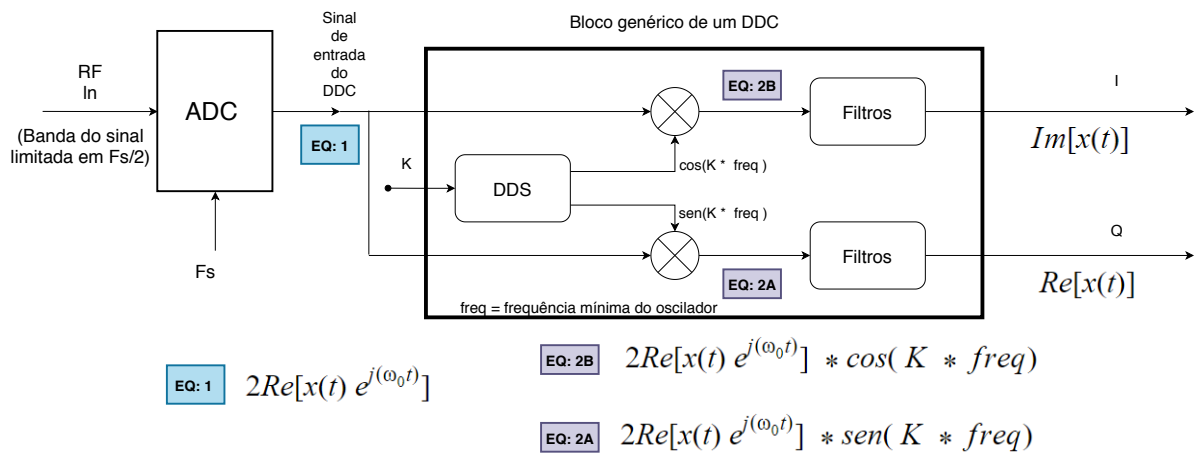 Bloco genérico de um DDC
Sinal
de
entrada
do
DDC
RF
In
(Banda do sinal
limitada em Fs/2)
ADC
EQ: 1
Fs
K
DDS
cos(K * freq )
sen(K * freq )
EQ: 2B
EQ: 2A
Filtros
Filtros
freq = frequência mínima do oscilador
I
Im[x(t)]
Q
Re[x(t)]
EQ: 1 2Re[x(t) e^{j(ω₀t)}]
EQ: 2B 2Re[x(t) e^{j(ω₀t)}] * cos( K * freq)
EQ: 2A 2Re[x(t) e^{j(ω₀t)}] * sen( K * freq)